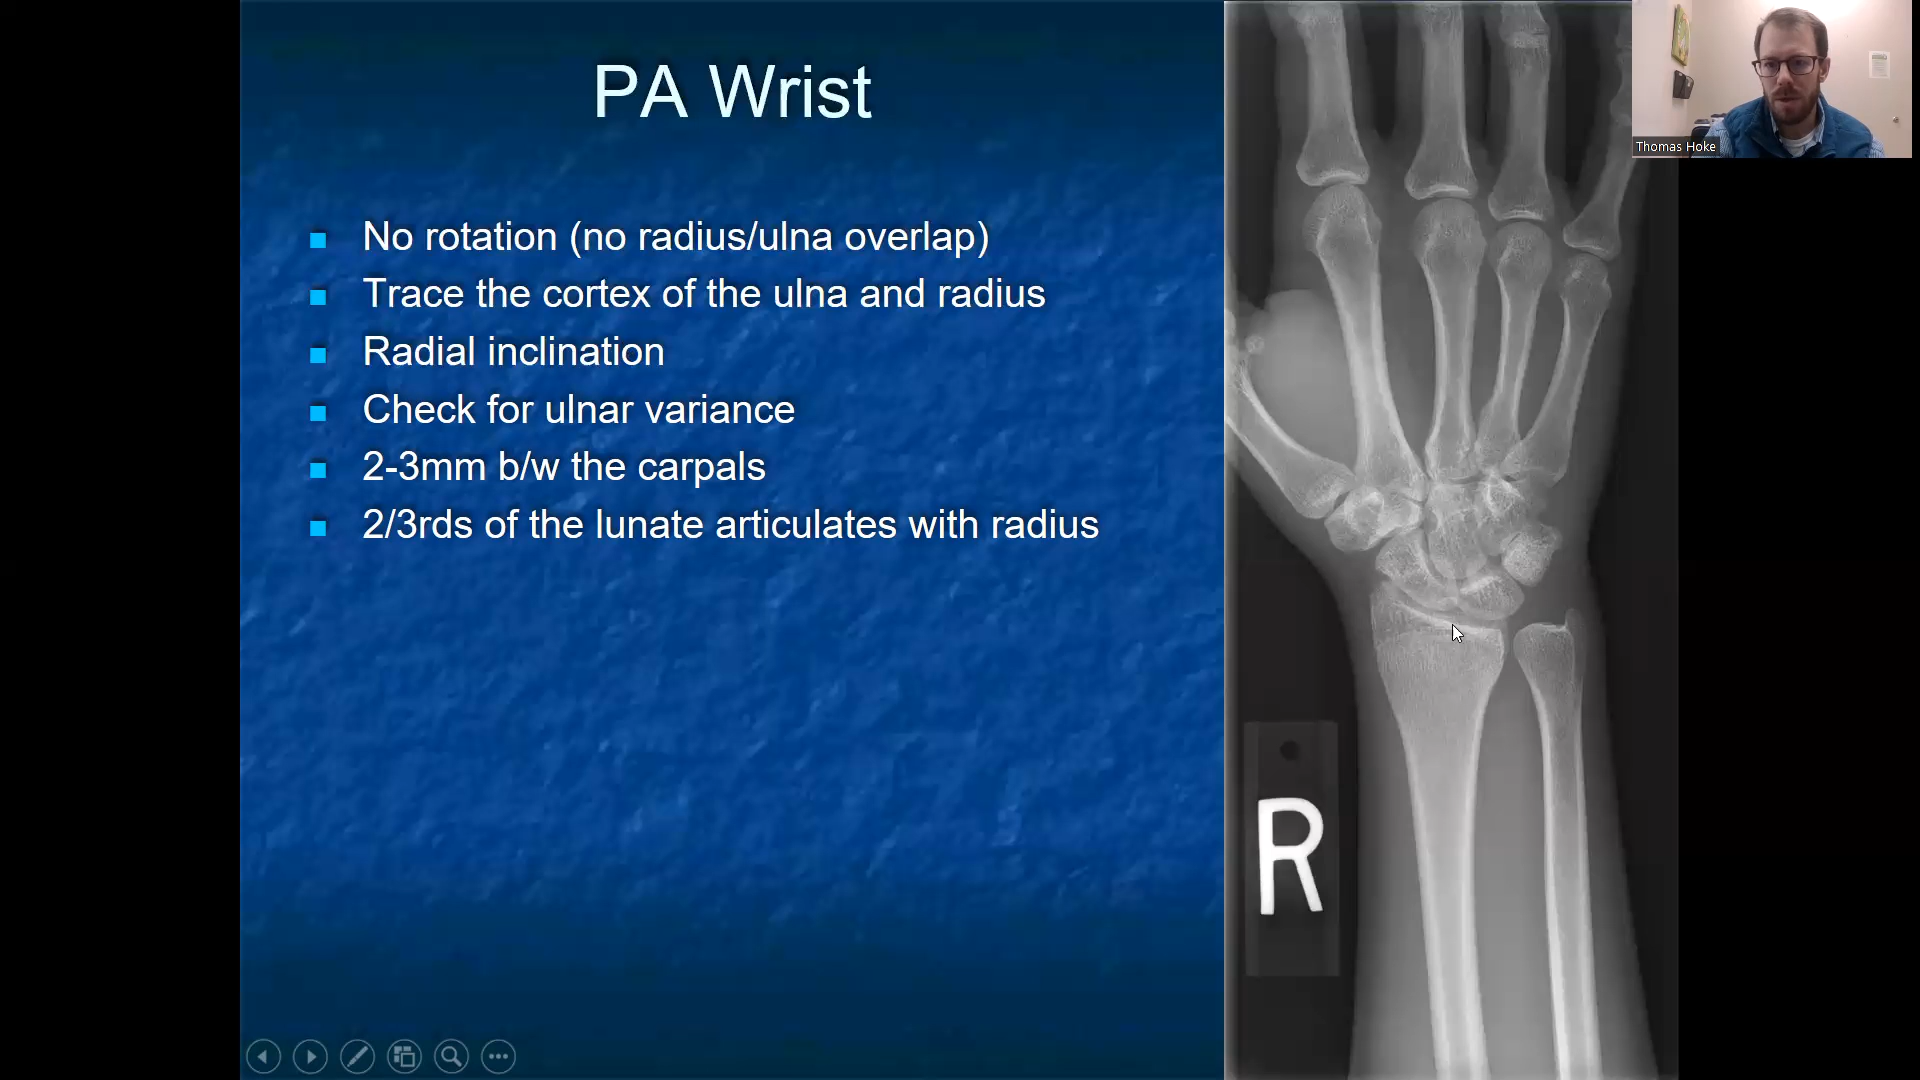 PA Wrist
No rotation (no radius/ulna overlap)
Trace the cortex of the ulna and radius
Radial inclination
Check for ulnar variance
2-3mm b/w the carpals
2/3rds of the lunate articulates with radius
Thomas Hoke
R